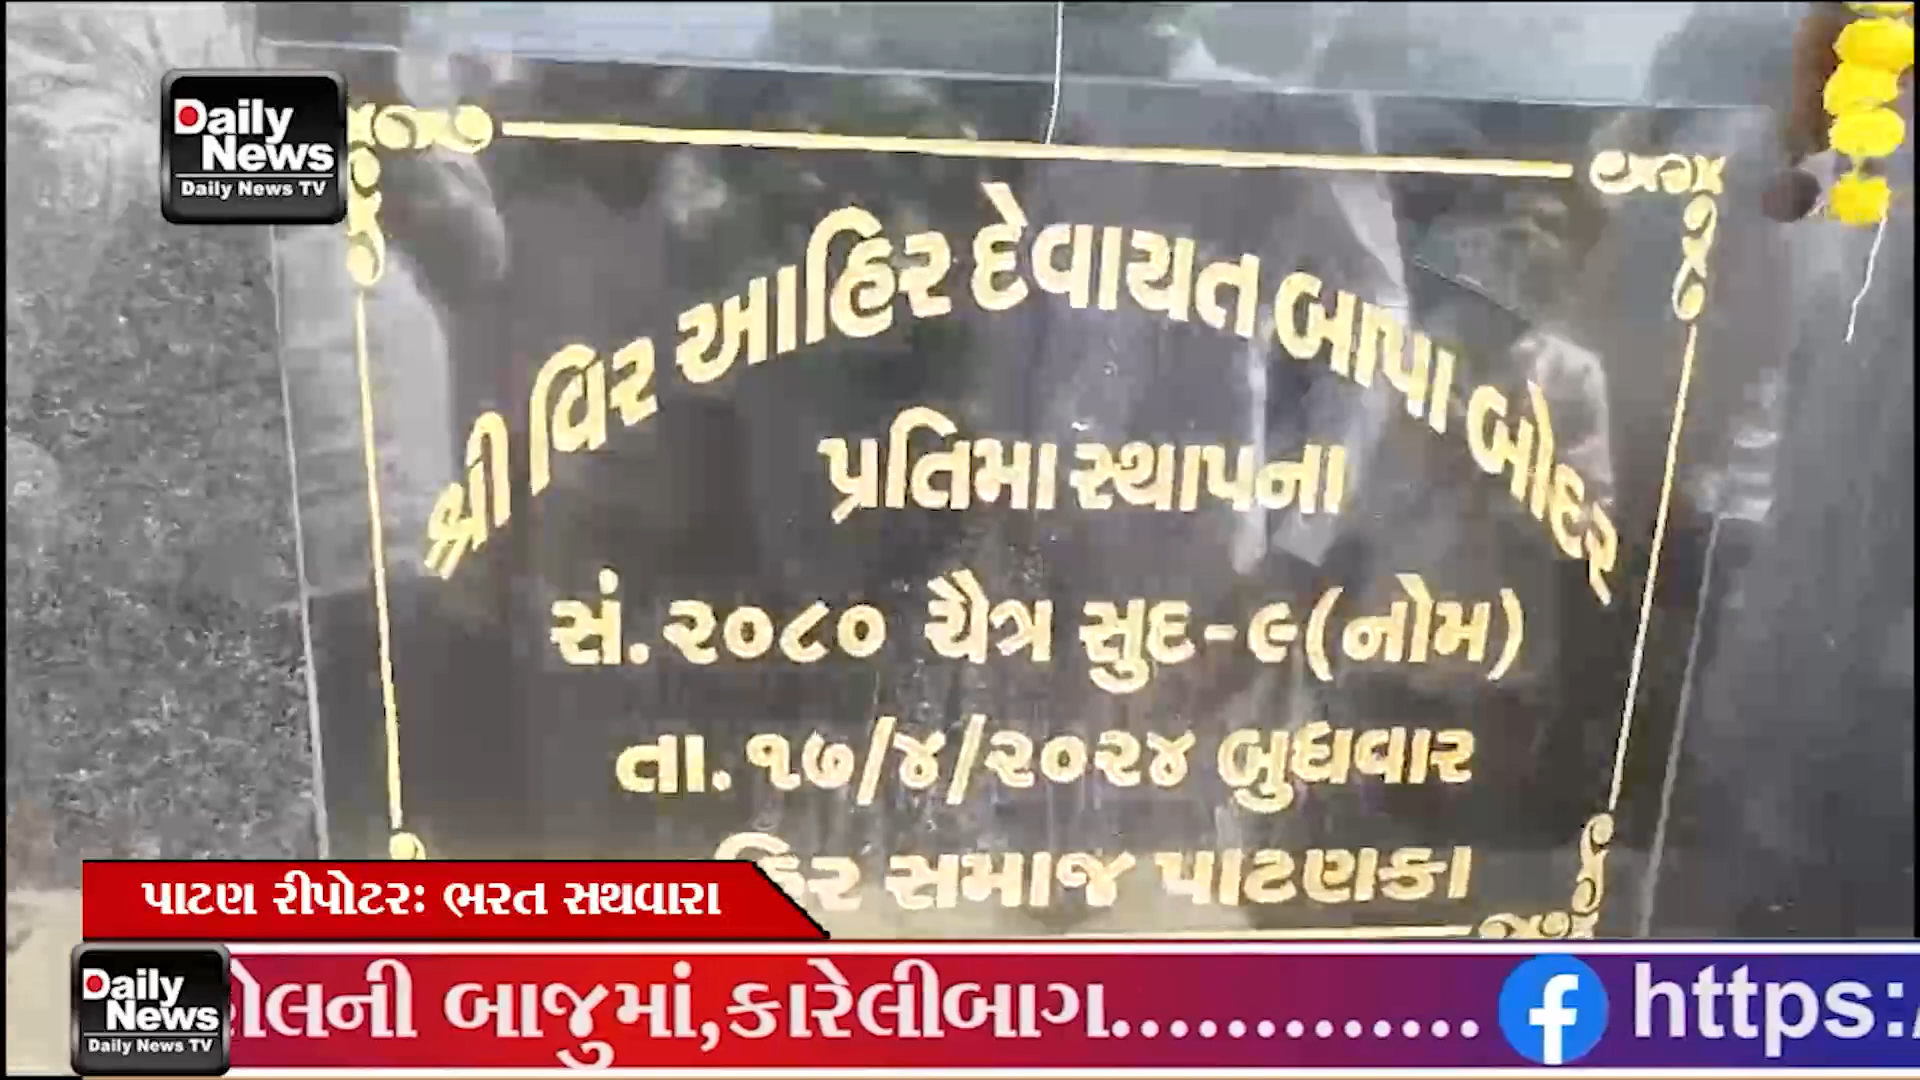 Daily
News
Daily News TV
શ્રી વિર આહિર દેવાયત બાપા બોદર
પ્રતિમા સ્થાપના
સં. ૨૦૮૦ ચૈત્ર સુદ-૯ (નોમ)
તા. ૧૭/૪/૨૦૨૪ બુધવાર
સમાજ પાટણકા
પાટણ રીપોટરઃ ભરત સથવારા
Daily
News
Daily News TV
બાજુમાં,કારેલીબાગ............. https:/